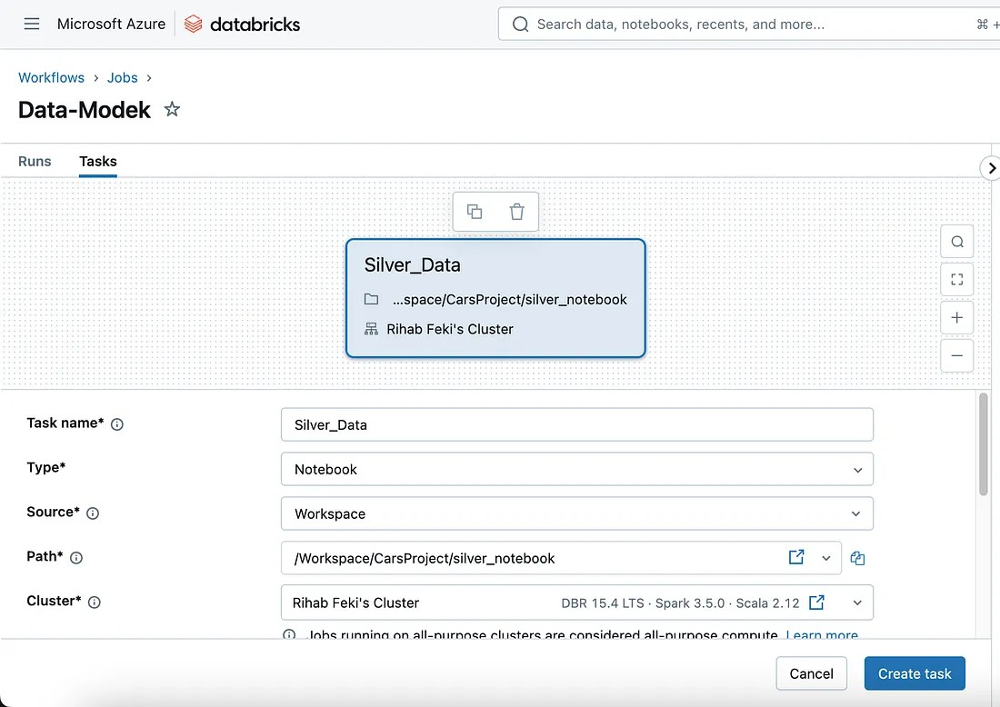 Microsoft Azure databricks Search data, notebooks, recents, and more... ⌘ +
Workflows > Jobs >
Data-Modek
Runs Tasks
Silver_Data
...space/CarsProject/silver_notebook
Rihab Feki's Cluster
Task name* Silver_Data
Type* Notebook
Source* Workspace
Path* /Workspace/CarsProject/silver_notebook
Cluster* Rihab Feki's Cluster DBR 15.4 LTS · Spark 3.5.0 · Scala 2.12
Jobs running on all-purpose clusters are considered all-purpose compute. Learn more
Cancel Create task